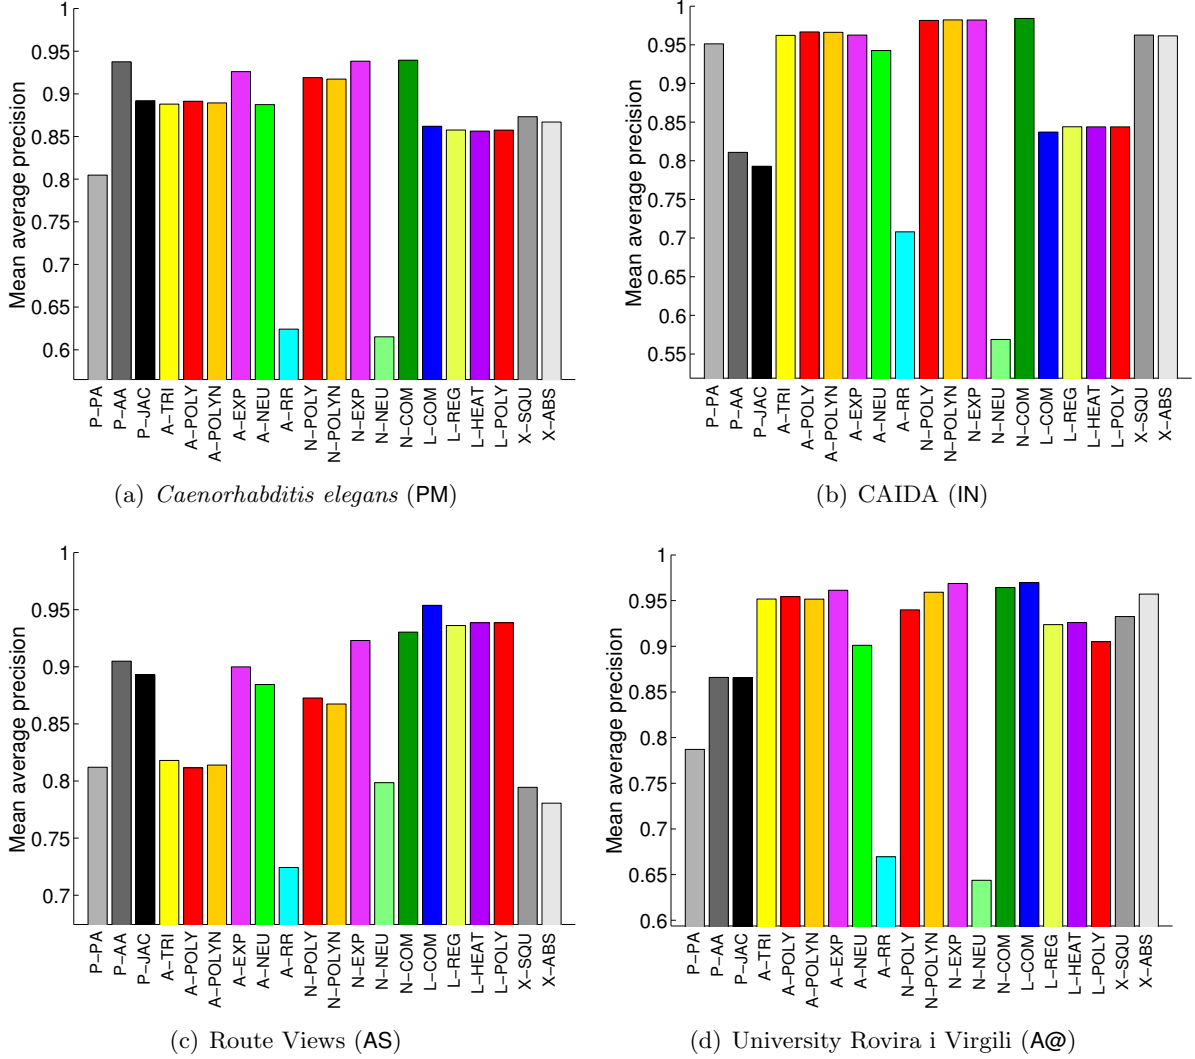 1
0.95
0.9
0.85
0.8
0.75
0.7
0.65
0.6
Mean average precision
P−PA
P−AA
P−JAC
A−TRI
A−POLY
A−POLYN
A−EXP
A−NEU
A−RR
N−POLY
N−POLYN
N−EXP
N−NEU
N−COM
L−COM
L−REG
L−HEAT
L−POLY
X−SQU
X−ABS
(a) Caenorhabditis elegans (PM)
1
0.95
0.9
0.85
0.8
0.75
0.7
0.65
0.6
0.55
Mean average precision
P−PA
P−AA
P−JAC
A−TRI
A−POLY
A−POLYN
A−EXP
A−NEU
A−RR
N−POLY
N−POLYN
N−EXP
N−NEU
N−COM
L−COM
L−REG
L−HEAT
L−POLY
X−SQU
X−ABS
(b) CAIDA (IN)
1
0.95
0.9
0.85
0.8
0.75
0.7
Mean average precision
P−PA
P−AA
P−JAC
A−TRI
A−POLY
A−POLYN
A−EXP
A−NEU
A−RR
N−POLY
N−POLYN
N−EXP
N−NEU
N−COM
L−COM
L−REG
L−HEAT
L−POLY
X−SQU
X−ABS
(c) Route Views (AS)
1
0.95
0.9
0.85
0.8
0.75
0.7
0.65
0.6
Mean average precision
P−PA
P−AA
P−JAC
A−TRI
A−POLY
A−POLYN
A−EXP
A−NEU
A−RR
N−POLY
N−POLYN
N−EXP
N−NEU
N−COM
L−COM
L−REG
L−HEAT
L−POLY
X−SQU
X−ABS
(d) University Rovira i Virgili (A@)